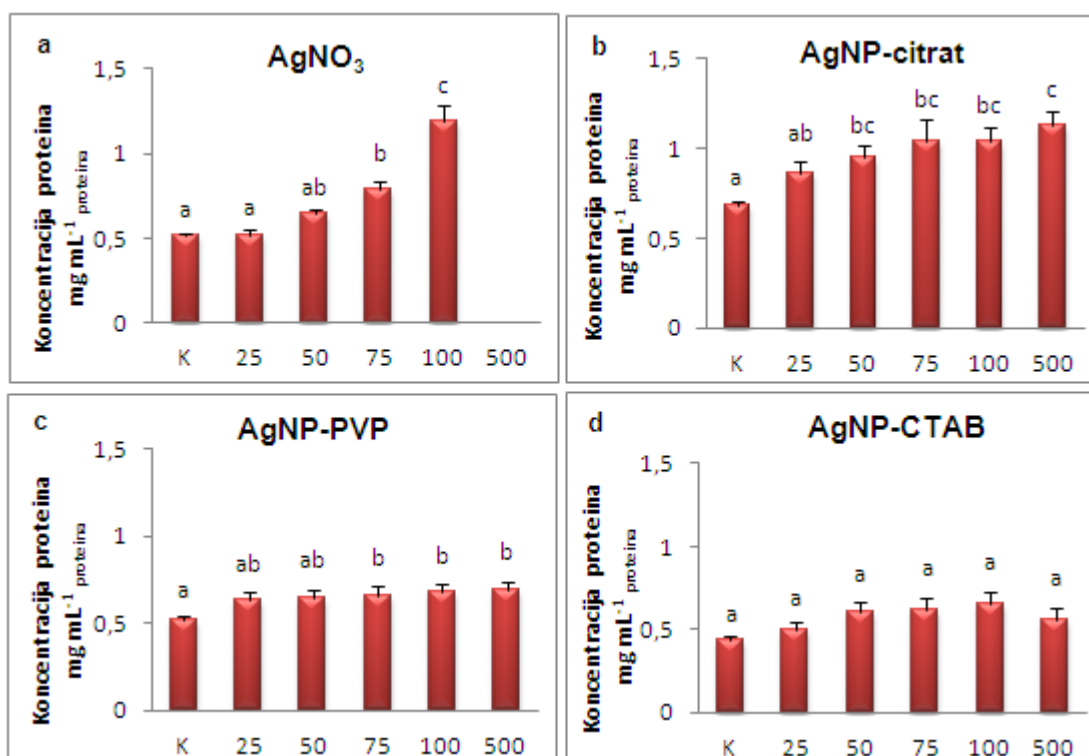 a
AgNO₃
Koncentracija proteina
mg mL⁻¹ proteina
1,5
1
0,5
0
a
a
ab
b
c
K 25 50 75 100 500
b
AgNP-citrat
Koncentracija proteina
mg mL⁻¹ proteina
1,5
1
0,5
0
a
ab
bc
bc
bc
c
K 25 50 75 100 500
c
AgNP-PVP
Koncentracija proteina
mg mL⁻¹ proteina
1,5
1
0,5
0
a
ab
ab
b
b
b
K 25 50 75 100 500
d
AgNP-CTAB
Koncentracija proteina
mg mL⁻¹ proteina
1,5
1
0,5
0
a
a
a
a
a
a
K 25 50 75 100 500